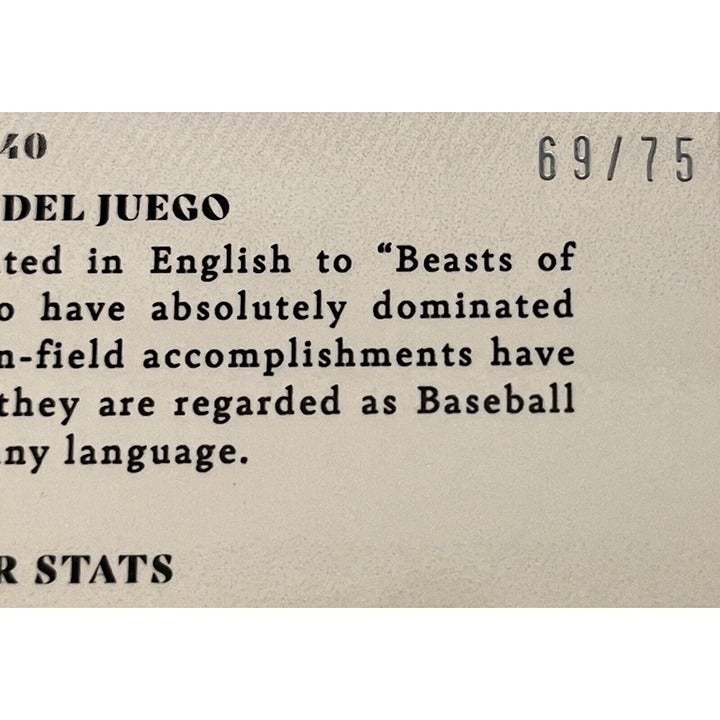 40 69/75
DEL JUEGO
ted in English to “Beasts of
o have absolutely dominated
n-field accomplishments have
they are regarded as Baseball
ny language.
R STATS